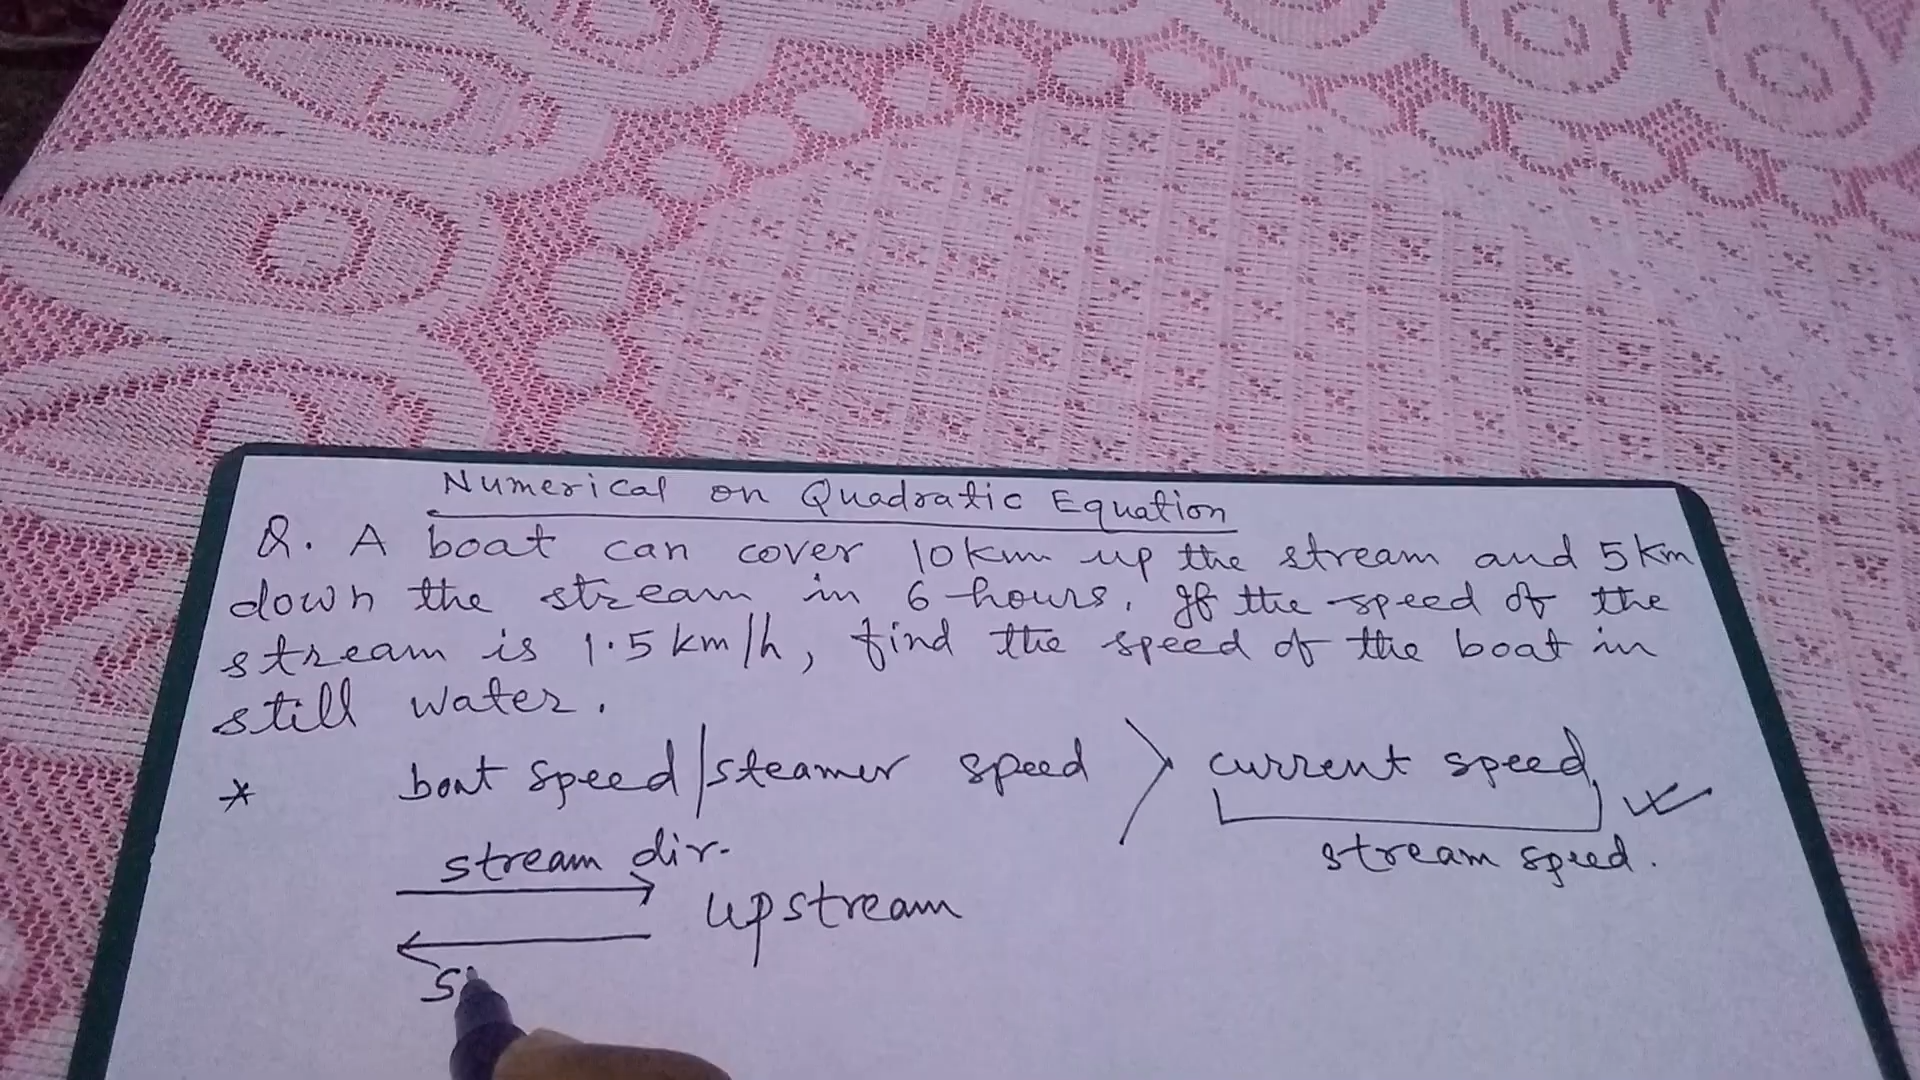 Numerical on Quadratic Equation
Q. A boat can cover 10 km up the stream and 5 km
down the stream in 6 hours. If the speed of the
stream is 1.5 km/h, find the speed of the boat in
still water.
* boat speed/steamer speed > current speed
stream speed.
stream dir.
upstream
S